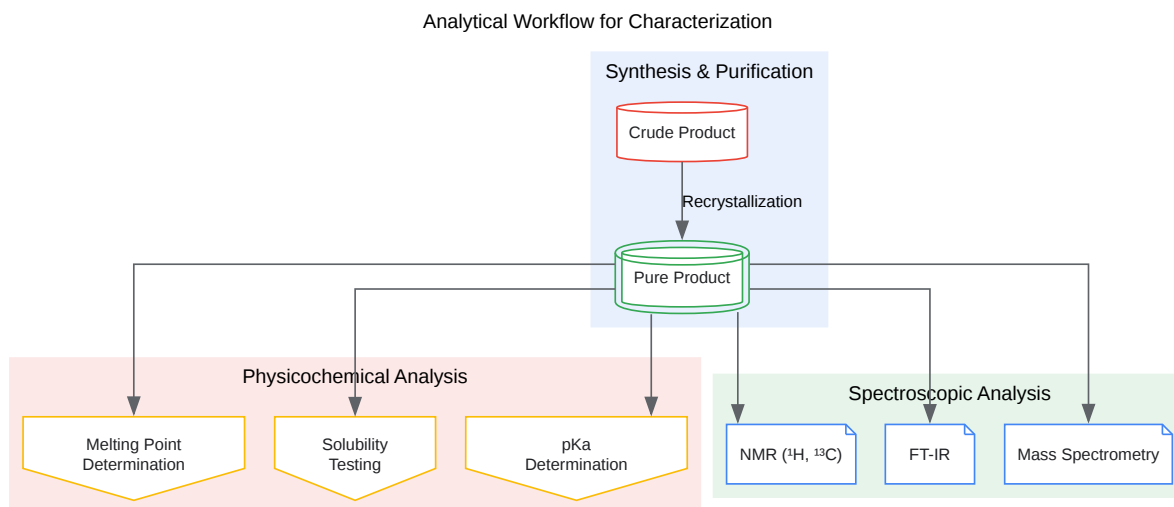 Analytical Workflow for Characterization
Synthesis & Purification
Crude Product
Recrystallization
Pure Product
Physicochemical Analysis
Melting Point
Determination
Solubility
Testing
pKa
Determination
Spectroscopic Analysis
NMR (¹H, ¹³C)
FT-IR
Mass Spectrometry